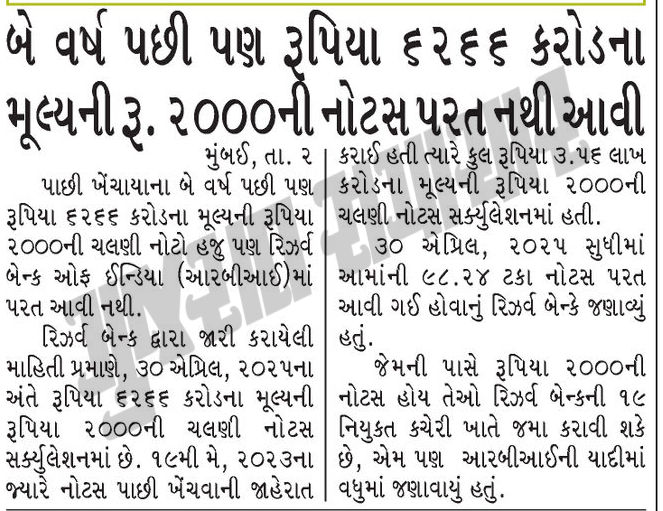 બે વર્ષ પછી પણ રૂપિયા ૬૨૬૬ કરોડના
મૂલ્યની રૂ. ૨૦૦૦ની નોટસ પરત નથી આવી
મુંબઈ, તા. ૨
પાછી ખેંચાયાના બે વર્ષ પછી પણ
રૂપિયા ૬૨૬૬ કરોડના મૂલ્યની રૂપિયા
૨૦૦૦ની ચલણી નોટો હજુ પણ રિઝર્વ
બેન્ક ઓફ ઈન્ડિયા (આરબીઆઈ)માં
પરત આવી નથી.
રિઝર્વ બેન્ક દ્વારા જારી કરાયેલી
માહિતી પ્રમાણે, ૩૦ એપ્રિલ, ૨૦૨૫ના
અંતે રૂપિયા ૬૨૬૬ કરોડના મૂલ્યની
રૂપિયા ૨૦૦૦ની ચલણી નોટસ
સર્ક્યુલેશનમાં છે. ૧૯મી મે, ૨૦૨૩ના
જ્યારે નોટસ પાછી ખેંચવાની જાહેરાત
કરાઈ હતી ત્યારે કુલ રૂપિયા ૩.૫૬ લાખ
કરોડના મૂલ્યની રૂપિયા ૨૦૦૦ની
ચલણી નોટસ સર્ક્યુલેશનમાં હતી.
૩૦ એપ્રિલ, ૨૦૨૫ સુધીમાં
આમાંની ૯૮.૨૪ ટકા નોટસ પરત
આવી ગઈ હોવાનું રિઝર્વ બેન્કે જણાવ્યું
હતું.
જેમની પાસે રૂપિયા ૨૦૦૦ની
નોટસ હોય તેઓ રિઝર્વ બેન્કની ૧૯
નિયુકત કચેરી ખાતે જમા કરાવી શકે
છે, એમ પણ આરબીઆઈની યાદીમાં
વધુમાં જણાવાયું હતું.
મુંબઈ સમાચાર